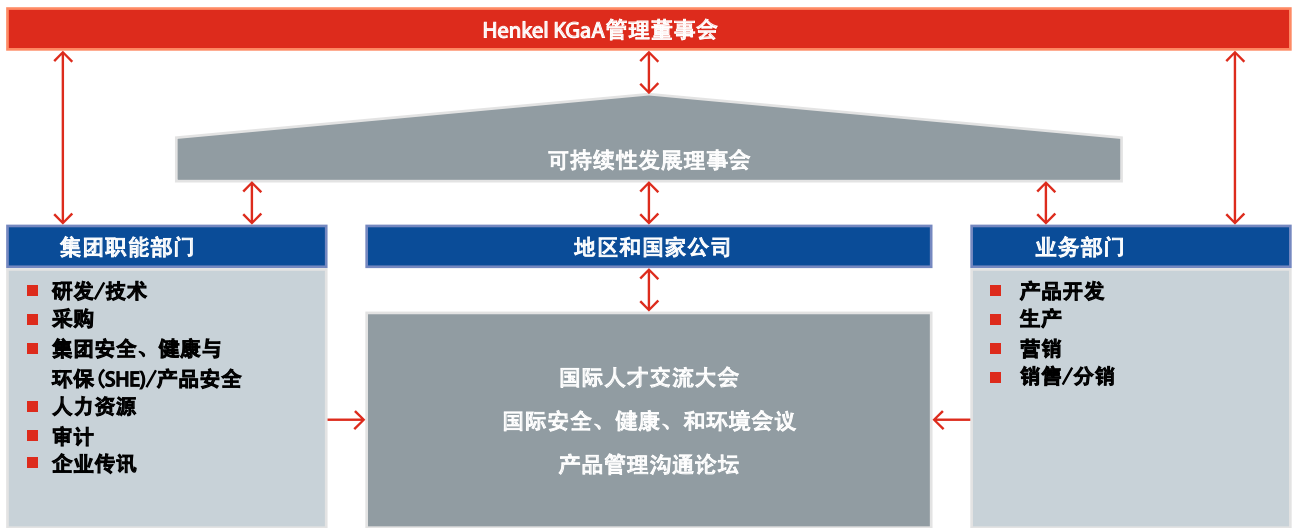 Henkel KGaA管理董事会
可持续性发展理事会
集团职能部门
研发/技术
采购
集团安全、健康与
环保(SHE)/产品安全
人力资源
审计
企业传讯
地区和国家公司
国际人才交流大会
国际安全、健康、和环境会议
产品管理沟通论坛
业务部门
产品开发
生产
营销
销售/分销